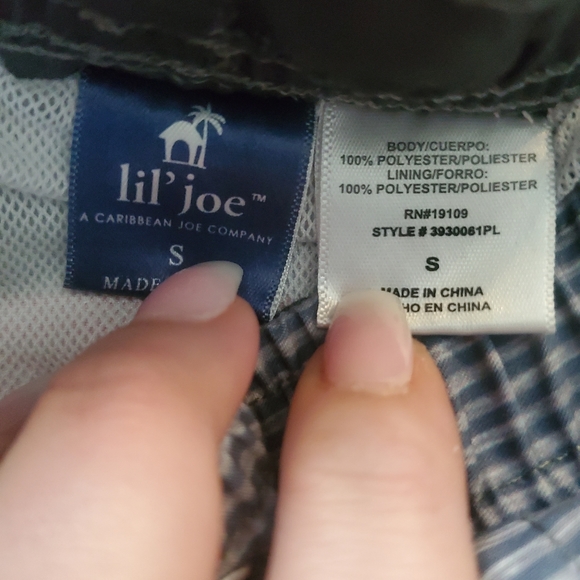 lil' joe™
A CARIBBEAN JOE COMPANY
S
MADE
BODY/CUERPO:
100% POLYESTER/POLIESTER
LINING/FORRO:
100% POLYESTER/POLIESTER
RN#19109
STYLE # 3930061PL
S
MADE IN CHINA
HO EN CHINA